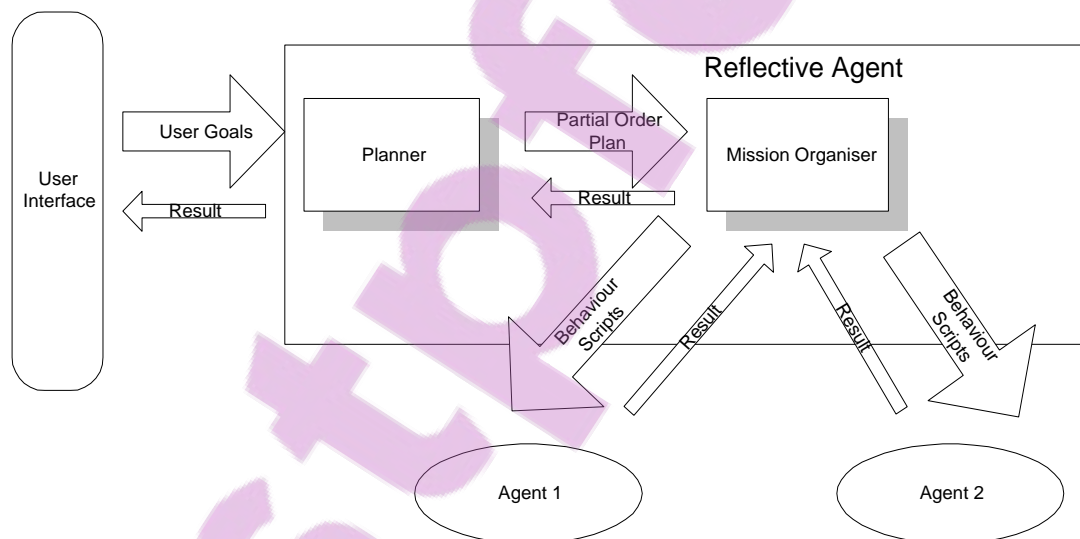 Reflective Agent
User Goals
Partial Order
Plan
Planner
Mission Organiser
User
Interface
Result
Result
Behaviour
Scripts
Result
Result
Behaviour
Scripts
Agent 1
Agent 2